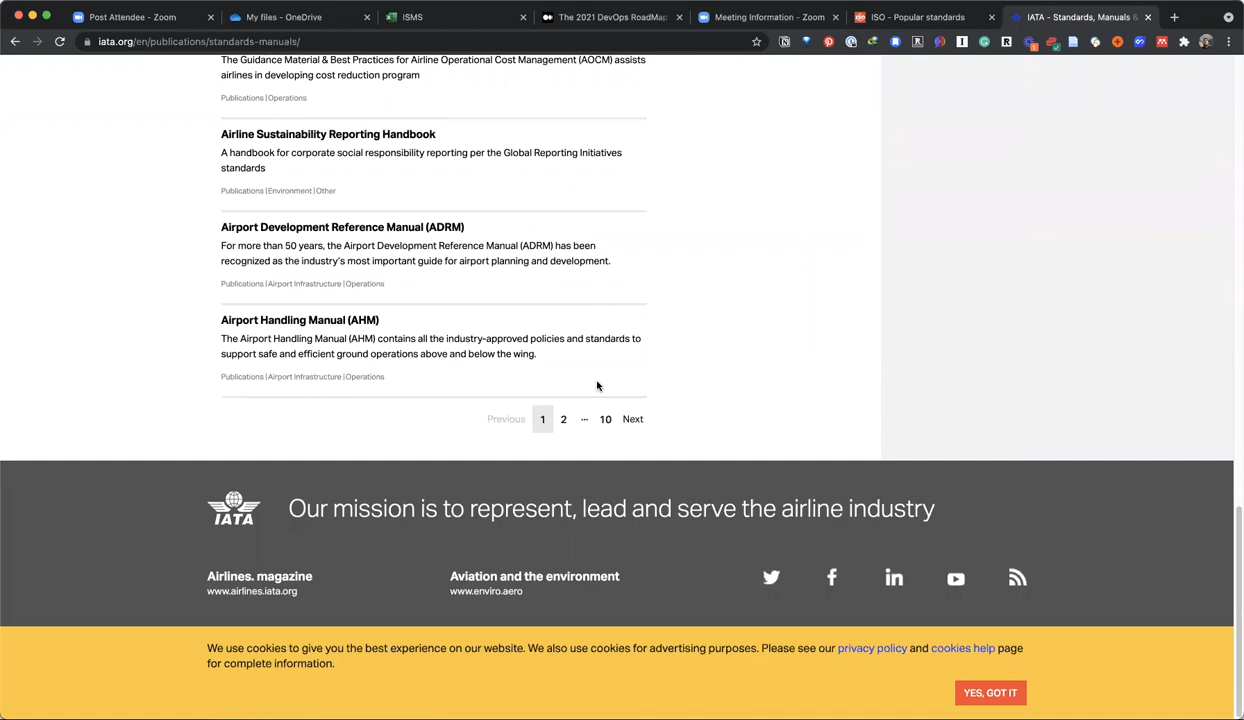 Post Attendee - Zoom
My files - OneDrive
ISMS
The 2021 DevOps RoadMap
Meeting Information - Zoom
ISO - Popular standards
IATA - Standards, Manuals &
iata.org/en/publications/standards-manuals/
The Guidance Material & Best Practices for Airline Operational Cost Management (AOCM) assists
airlines in developing cost reduction program
Publications | Operations
Airline Sustainability Reporting Handbook
A handbook for corporate social responsibility reporting per the Global Reporting Initiatives
standards
Publications | Environment | Other
Airport Development Reference Manual (ADRM)
For more than 50 years, the Airport Development Reference Manual (ADRM) has been
recognized as the industry's most important guide for airport planning and development.
Publications | Airport Infrastructure | Operations
Airport Handling Manual (AHM)
The Airport Handling Manual (AHM) contains all the industry-approved policies and standards to
support safe and efficient ground operations above and below the wing.
Publications | Airport Infrastructure | Operations
Previous 1 2 ... 10 Next
IATA
Our mission is to represent, lead and serve the airline industry
Airlines. magazine
www.airlines.iata.org
Aviation and the environment
www.enviro.aero
We use cookies to give you the best experience on our website. We also use cookies for advertising purposes. Please see our privacy policy and cookies help page
for complete information.
YES, GOT IT